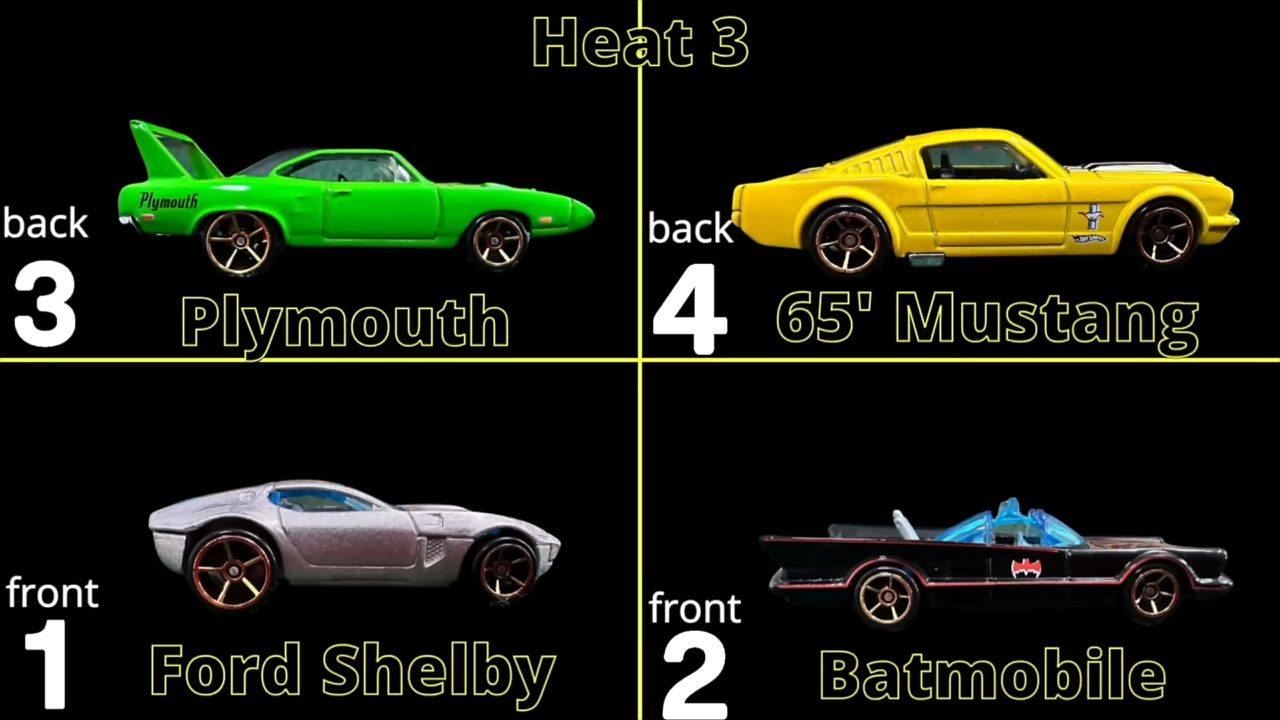 Heat 3
Plymouth
back
3
Plymouth
back
4
65' Mustang
front
1
Ford Shelby
front
2
Batmobile